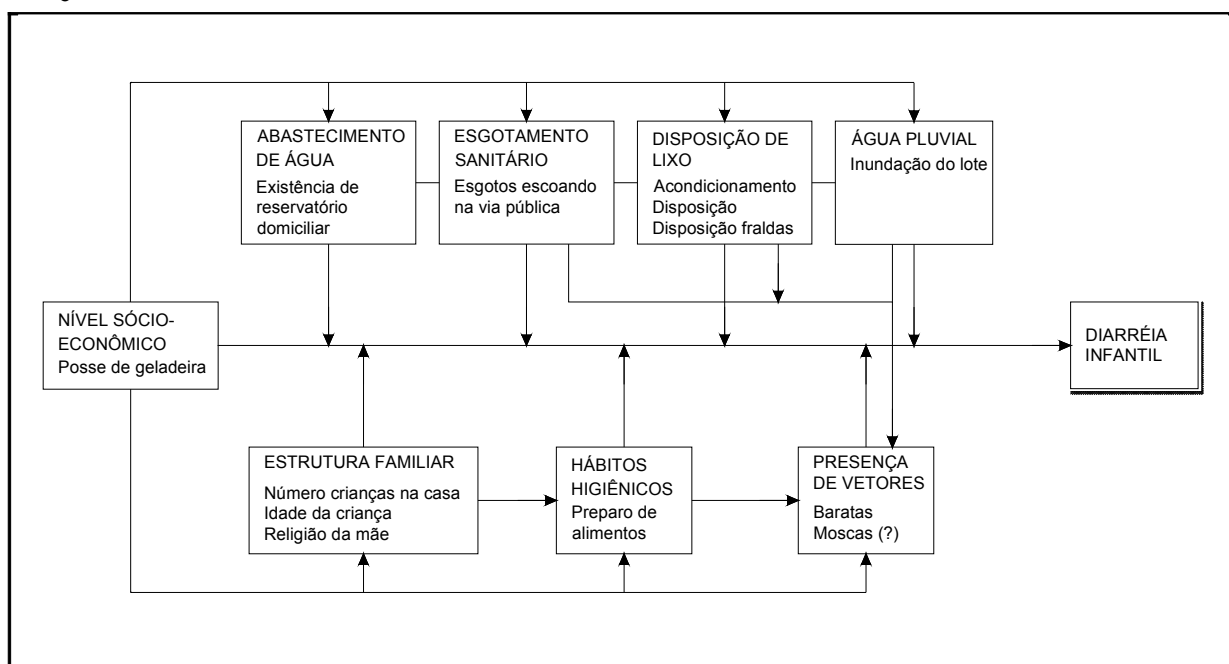 ABASTECIMENTO
DE ÁGUA
Existência de
reservatório
domiciliar
ESGOTAMENTO
SANITÁRIO
Esgotos escoando
na via pública
DISPOSIÇÃO DE
LIXO
Acondicionamento
Disposição
Disposição fraldas
ÁGUA PLUVIAL
Inundação do lote
NÍVEL SÓCIO-
ECONÔMICO
Posse de geladeira
DIARRÉIA
INFANTIL
ESTRUTURA FAMILIAR
Número crianças na casa
Idade da criança
Religião da mãe
HÁBITOS
HIGIÊNICOS
Preparo de
alimentos
PRESENÇA
DE VETORES
Baratas
Moscas (?)